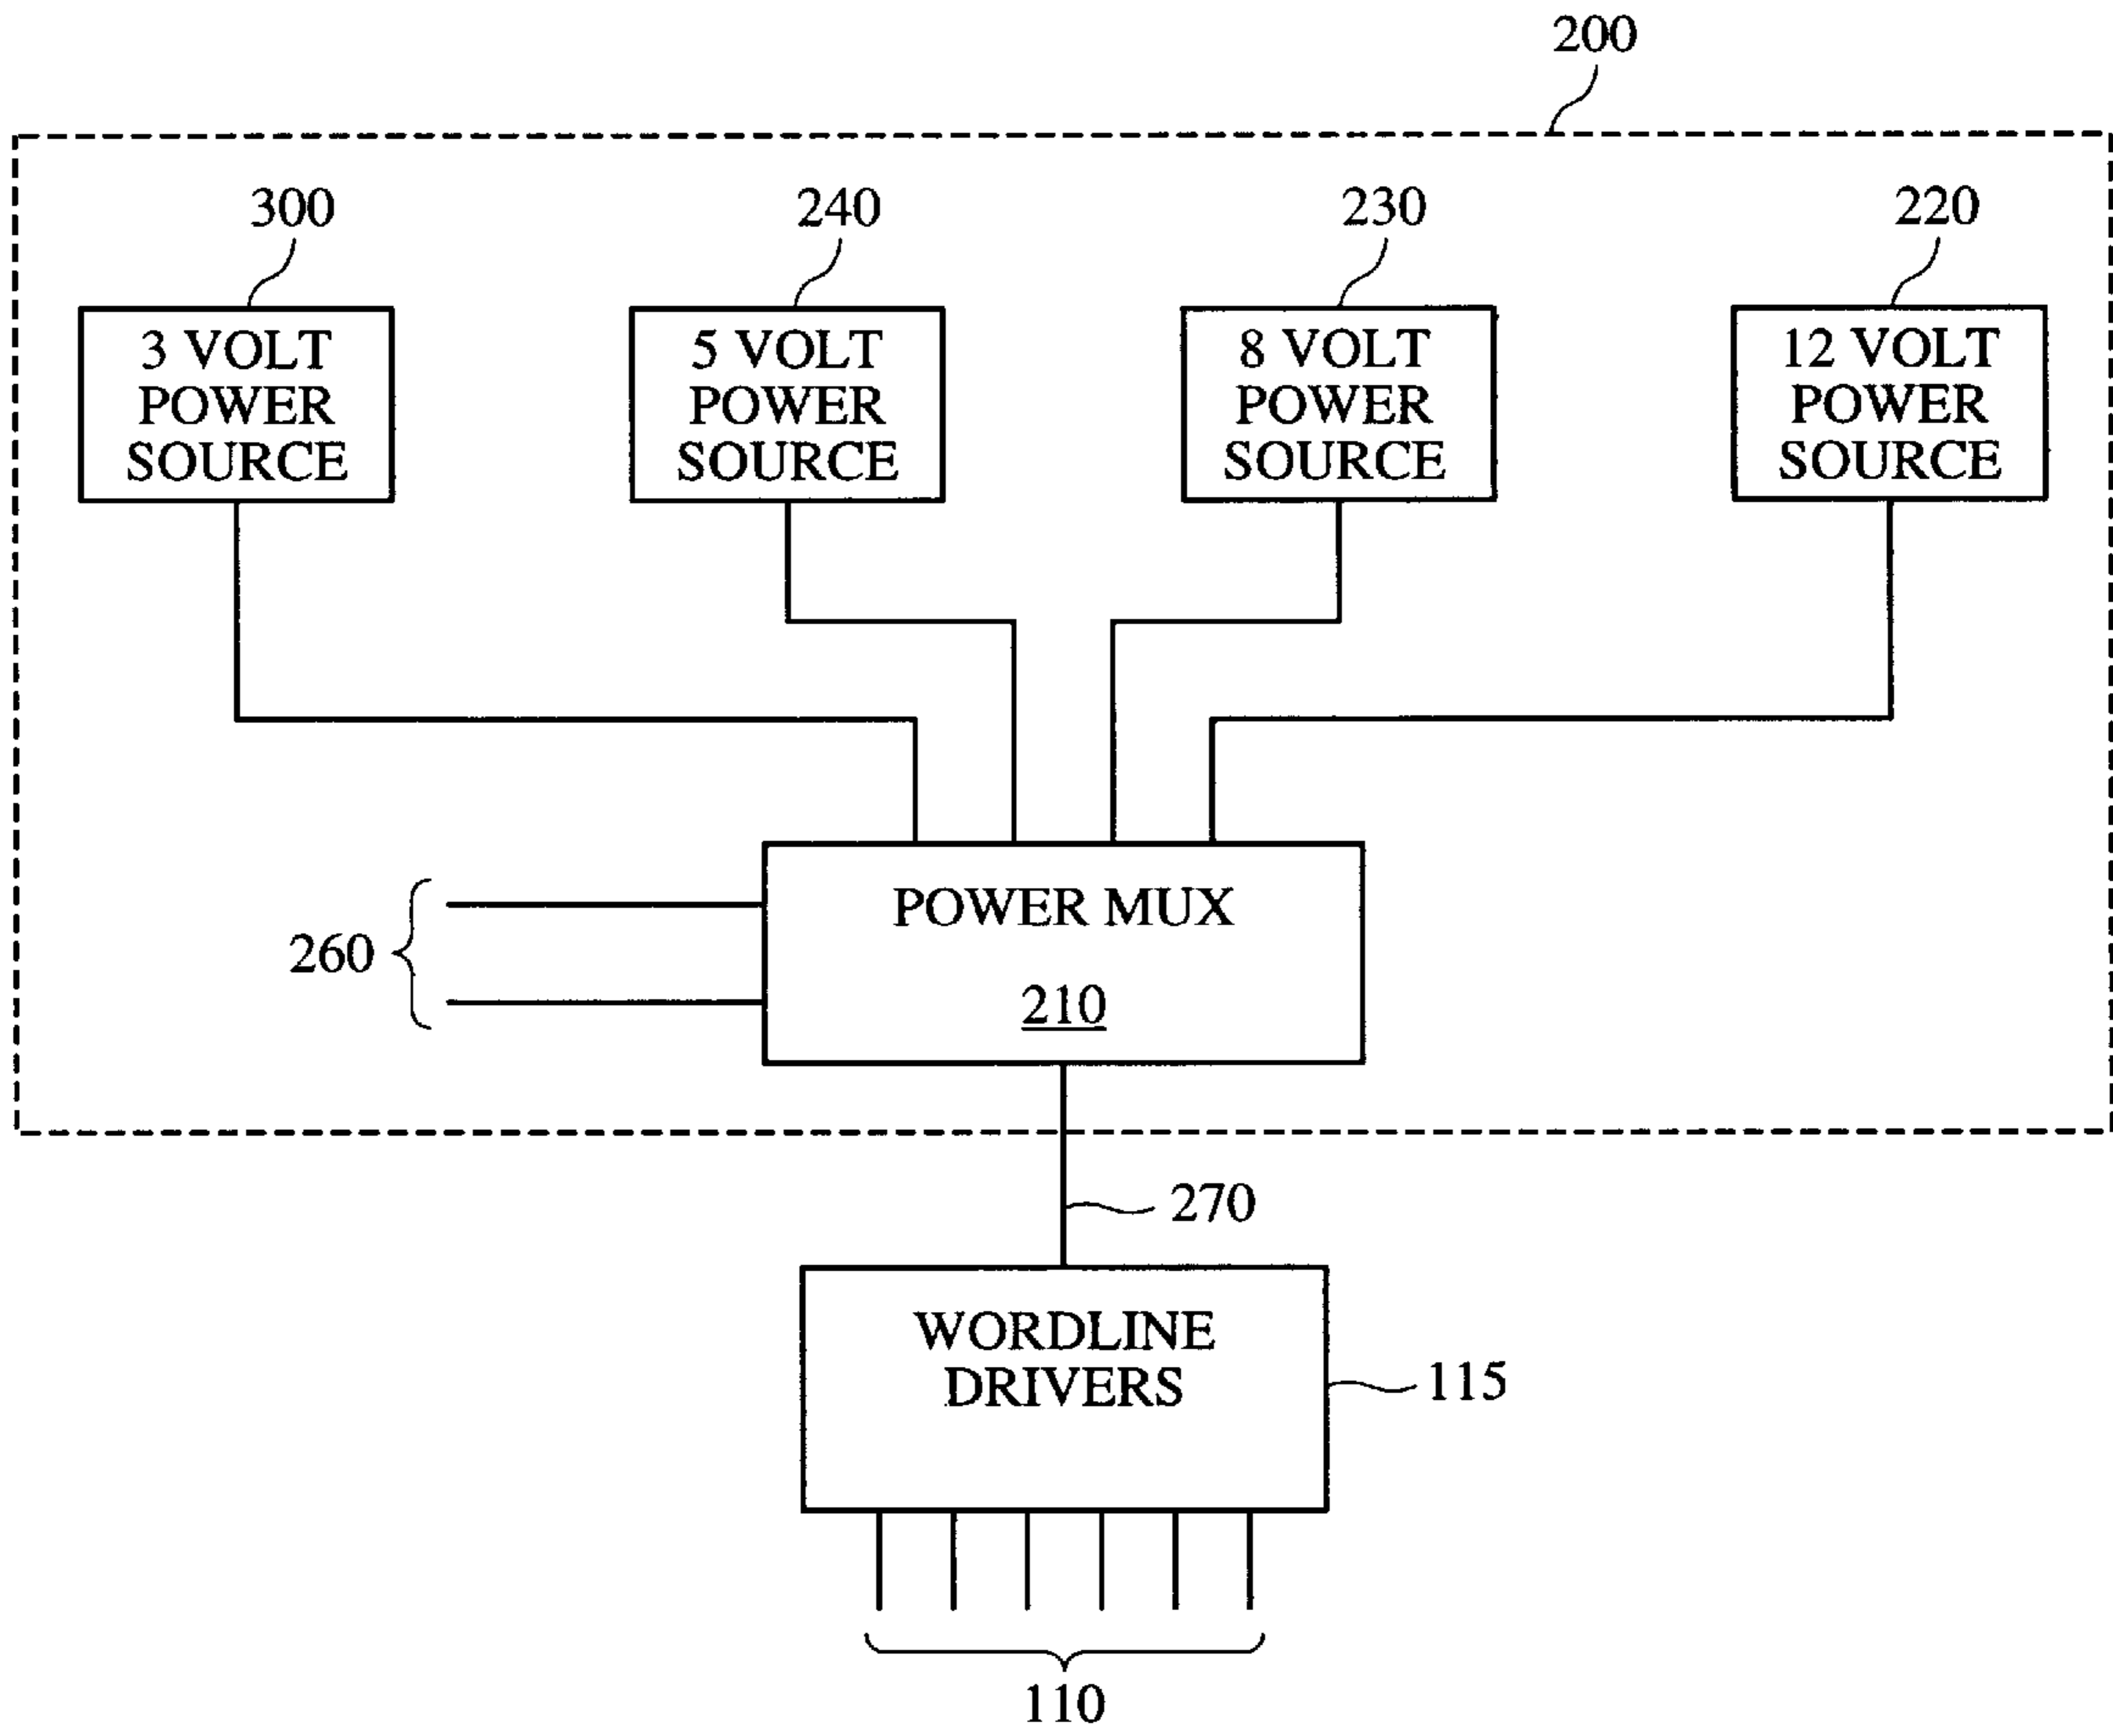 200
300
240
230
220
3 VOLT
POWER
SOURCE
5 VOLT
POWER
SOURCE
8 VOLT
POWER
SOURCE
12 VOLT
POWER
SOURCE
POWER MUX
210
260
270
WORDLINE
DRIVERS
115
110